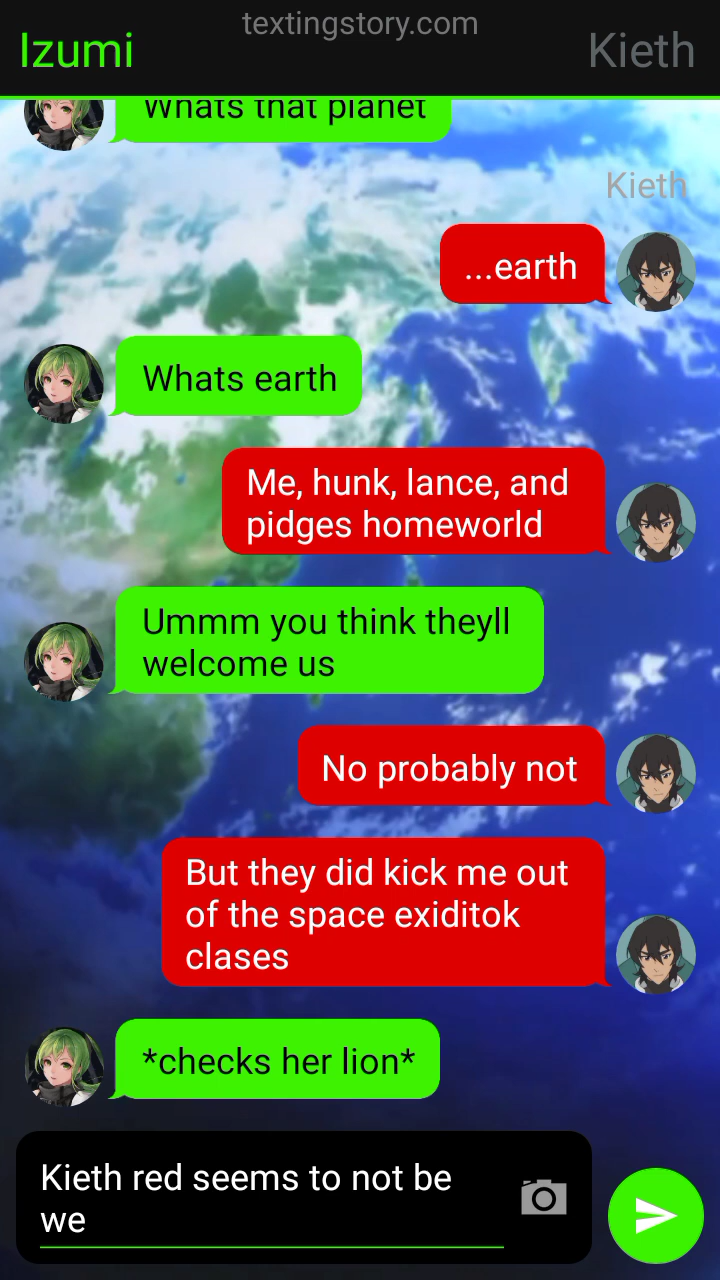 textingstory.com
Izumi
Kieth
Whats that planet
Kieth
...earth
Whats earth
Me, hunk, lance, and
pidges homeworld
Ummm you think theyll
welcome us
No probably not
But they did kick me out
of the space exiditok
clases
*checks her lion*
Kieth red seems to not be
we